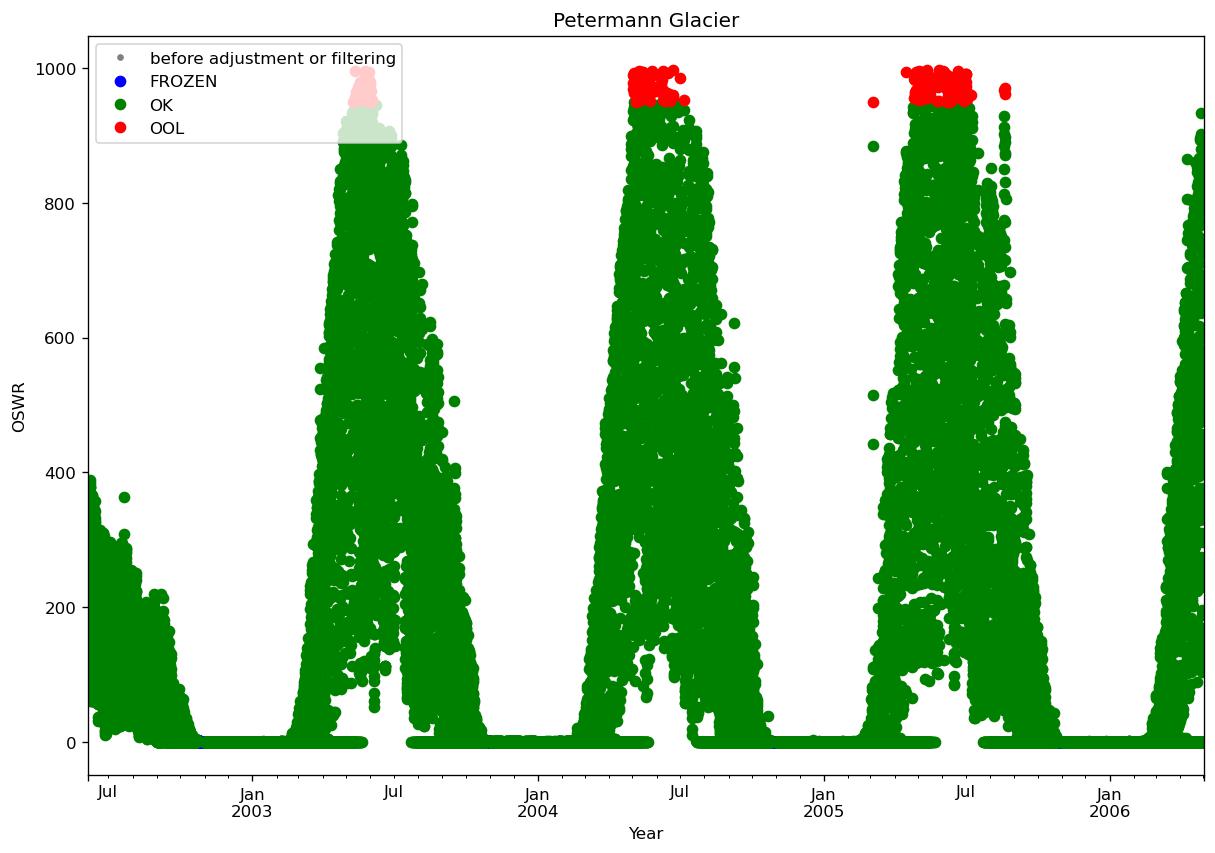 Petermann Glacier
before adjustment or filtering
FROZEN
OK
OOL
1000
800
600
400
200
0
OSWR
Jul
Jan
2003
Jul
Jan
2004
Jul
Jan
2005
Jul
Jan
2006
Year